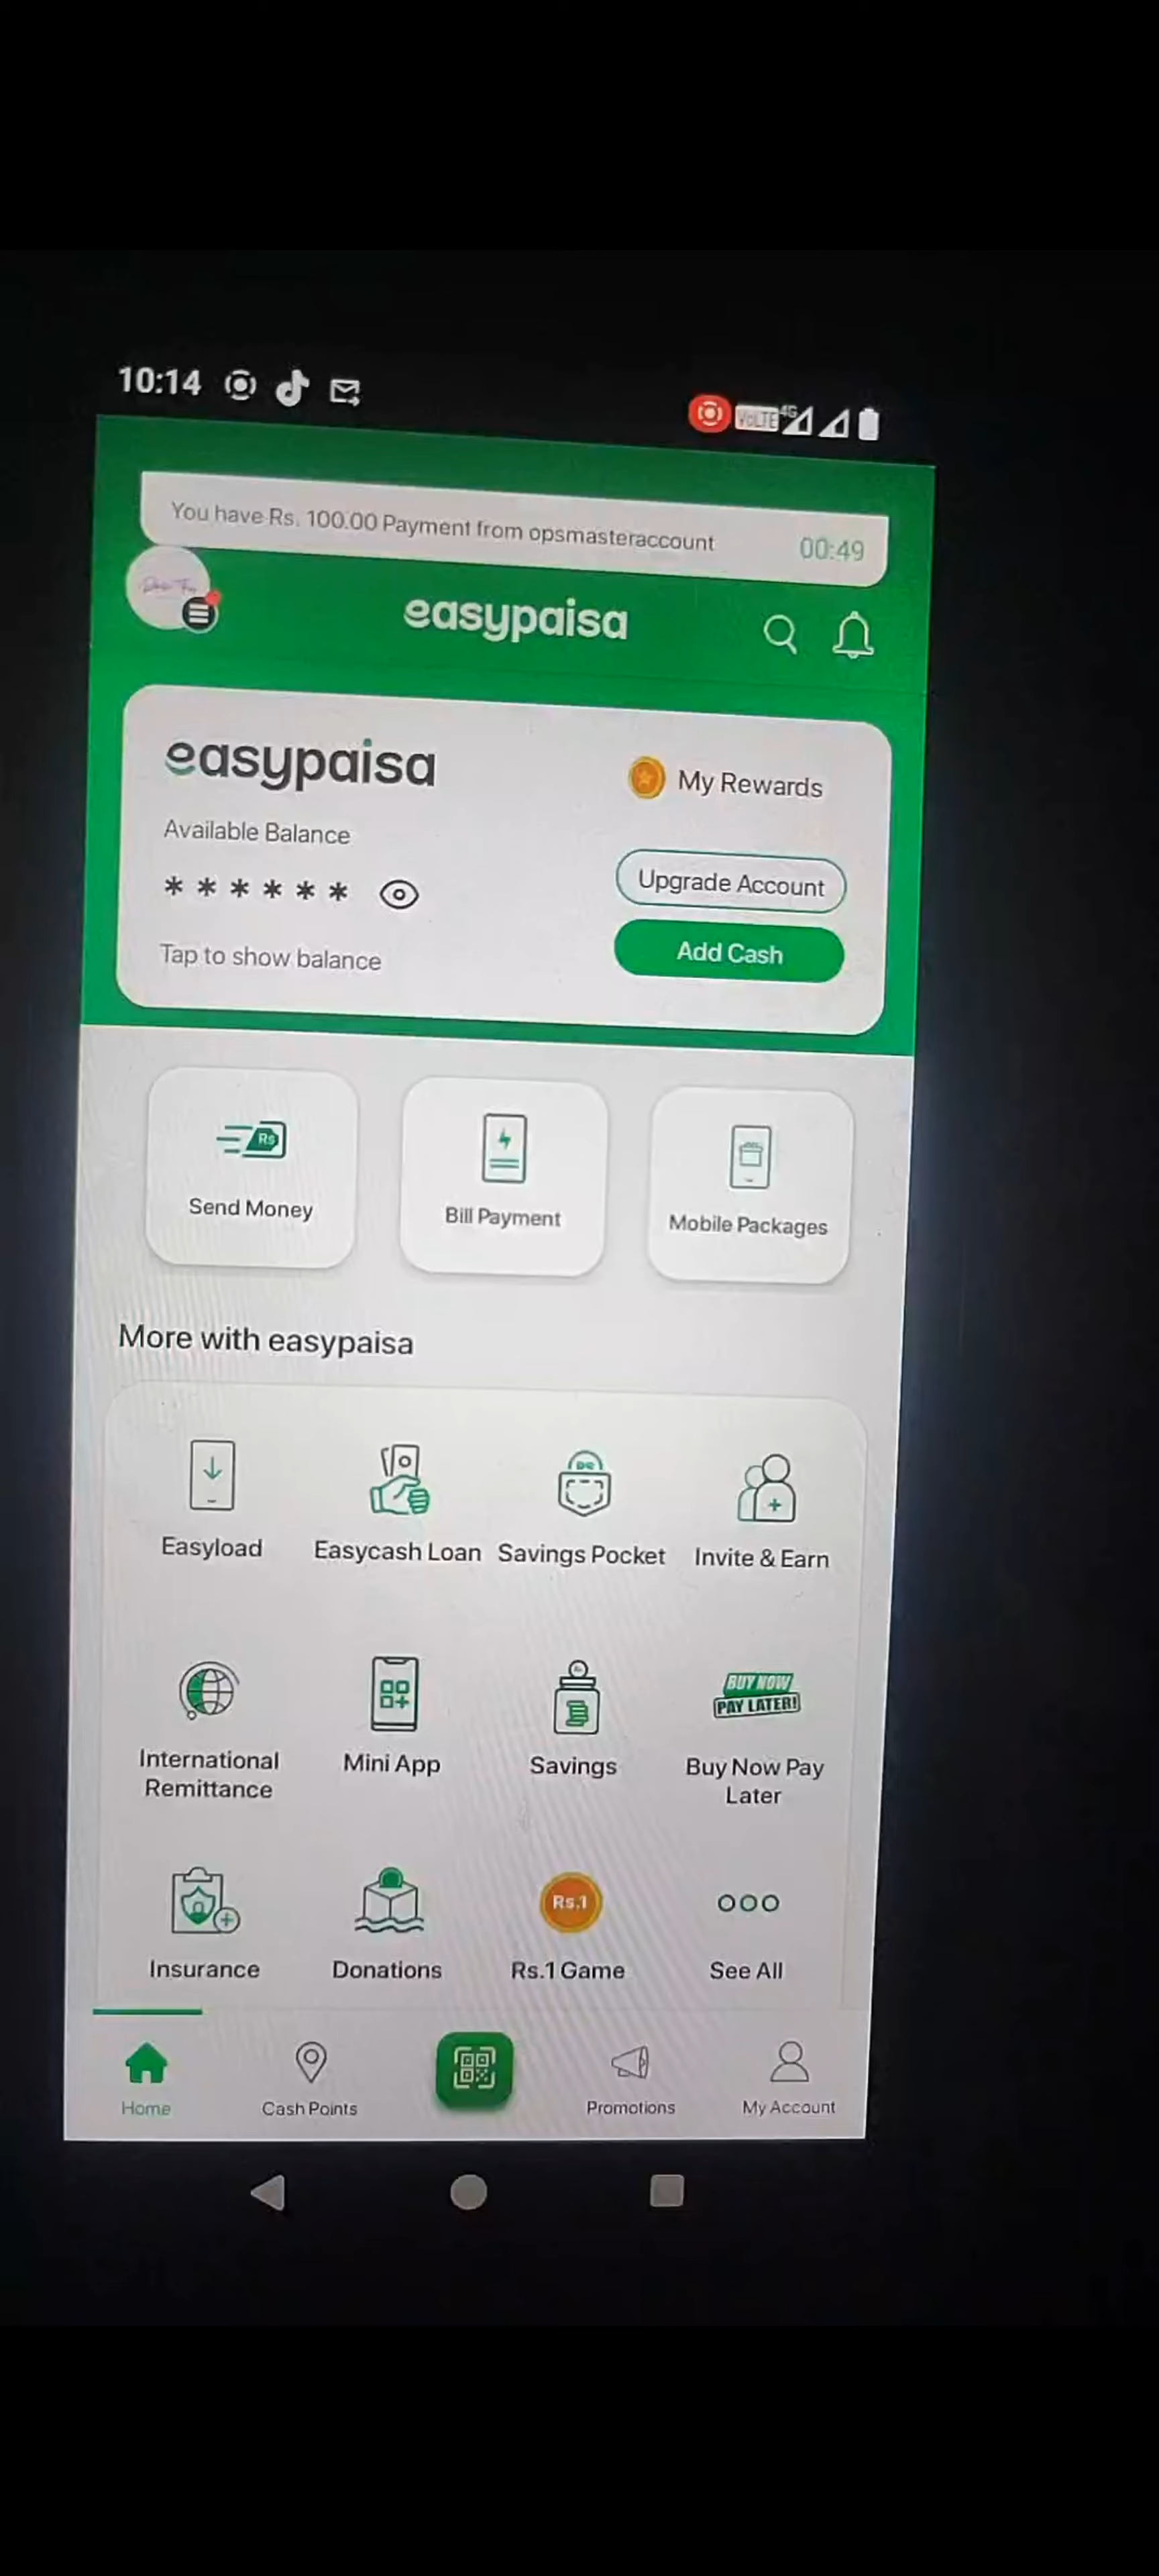 10:14
VoLTE 4G
You have Rs. 100.00 Payment from opsmasteraccount 00:49
easypaisa
easypaisa
My Rewards
Available Balance
Upgrade Account
* * * * * *
Add Cash
Tap to show balance
Rs
Send Money
Bill Payment
Mobile Packages
More with easypaisa
Easyload
Easycash Loan
Savings Pocket
Invite & Earn
BUY NOW
PAY LATER!
International
Remittance
Mini App
Savings
Buy Now Pay
Later
Rs.1
Insurance
Donations
Rs.1 Game
See All
Home
Cash Points
Promotions
My Account